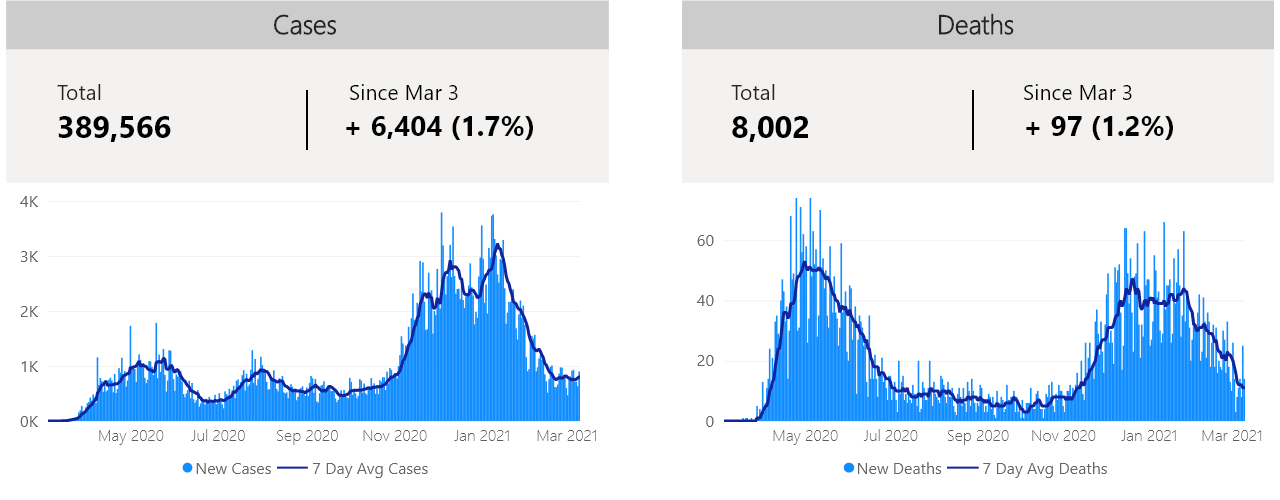 Cases
Total
389,566
Since Mar 3
+ 6,404 (1.7%)
4K
3K
2K
1K
0K
May 2020 Jul 2020 Sep 2020 Nov 2020 Jan 2021 Mar 2021
New Cases 7 Day Avg Cases
Deaths
Total
8,002
Since Mar 3
+ 97 (1.2%)
60
40
20
0
May 2020 Jul 2020 Sep 2020 Nov 2020 Jan 2021 Mar 2021
New Deaths 7 Day Avg Deaths